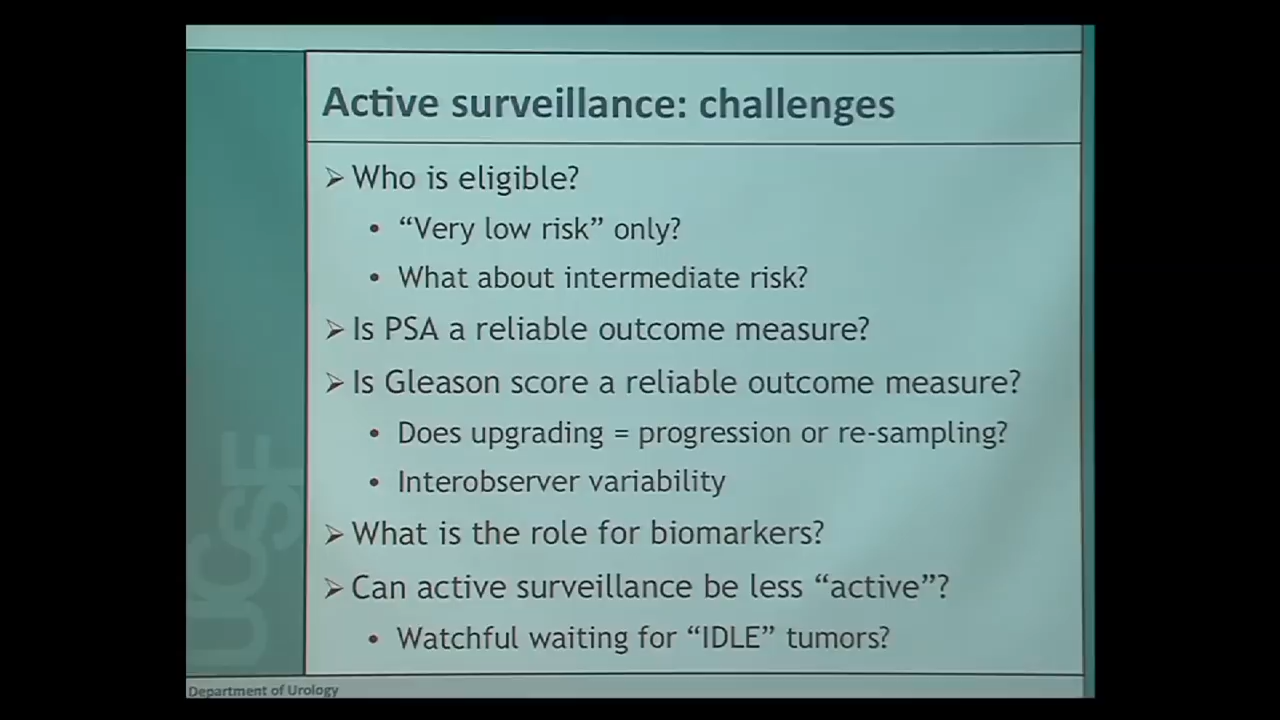 Active surveillance: challenges
➢ Who is eligible?
• “Very low risk” only?
• What about intermediate risk?
➢ Is PSA a reliable outcome measure?
➢ Is Gleason score a reliable outcome measure?
• Does upgrading = progression or re-sampling?
• Interobserver variability
➢ What is the role for biomarkers?
➢ Can active surveillance be less “active”?
• Watchful waiting for “IDLE” tumors?
UCSF
Department of Urology